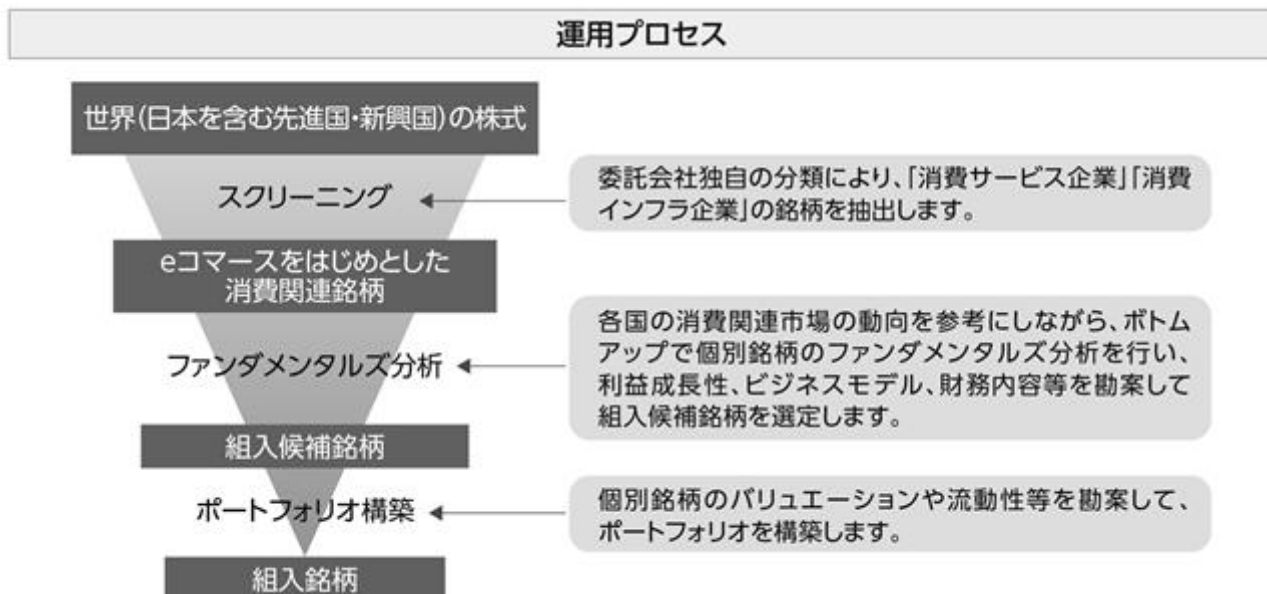 運用プロセス
世界(日本を含む先進国・新興国)の株式
スクリーニング
委託会社独自の分類により、「消費サービス企業」「消費
インフラ企業」の銘柄を抽出します。
eコマースをはじめとした
消費関連銘柄
ファンダメンタルズ分析
各国の消費関連市場の動向を参考にしながら、ボトム
アップで個別銘柄のファンダメンタルズ分析を行い、
利益成長性、ビジネスモデル、財務内容等を勘案して
組入候補銘柄を選定します。
組入候補銘柄
ポートフォリオ構築
個別銘柄のバリュエーションや流動性等を勘案して、
ポートフォリオを構築します。
組入銘柄